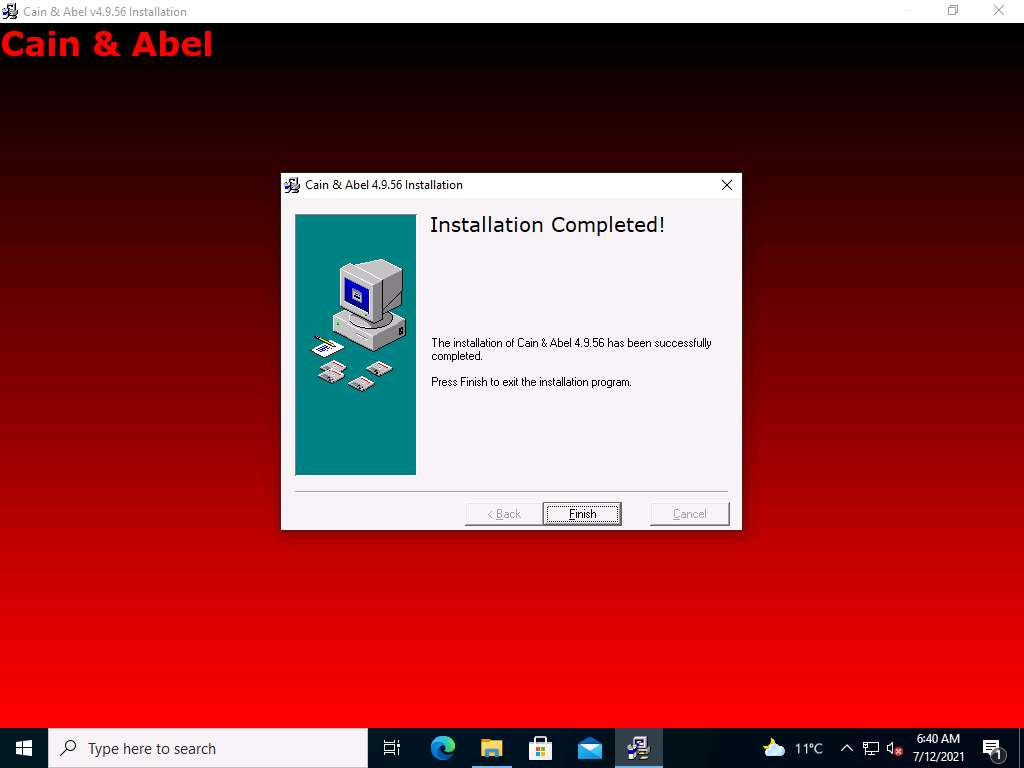 Cain & Abel v4.9.56 Installation
Cain & Abel
Cain & Abel 4.9.56 Installation
Installation Completed!
The installation of Cain & Abel 4.9.56 has been successfully
completed.
Press Finish to exit the installation program.
< Back
Finish
Cancel
Type here to search
11°C
6:40 AM
7/12/2021
1